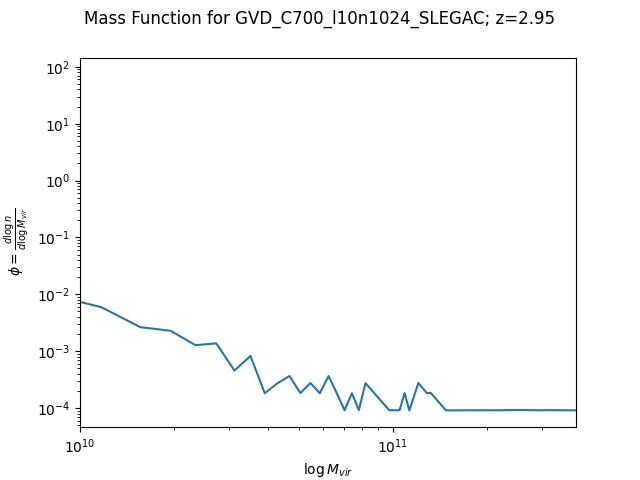 Mass Function for GVD_C700_l10n1024_SLEGAC; z=2.95
10^2
10^1
10^0
10^-1
10^-2
10^-3
10^-4
ϕ = d log n / d log M_vir
10^10 10^11
log M_vir